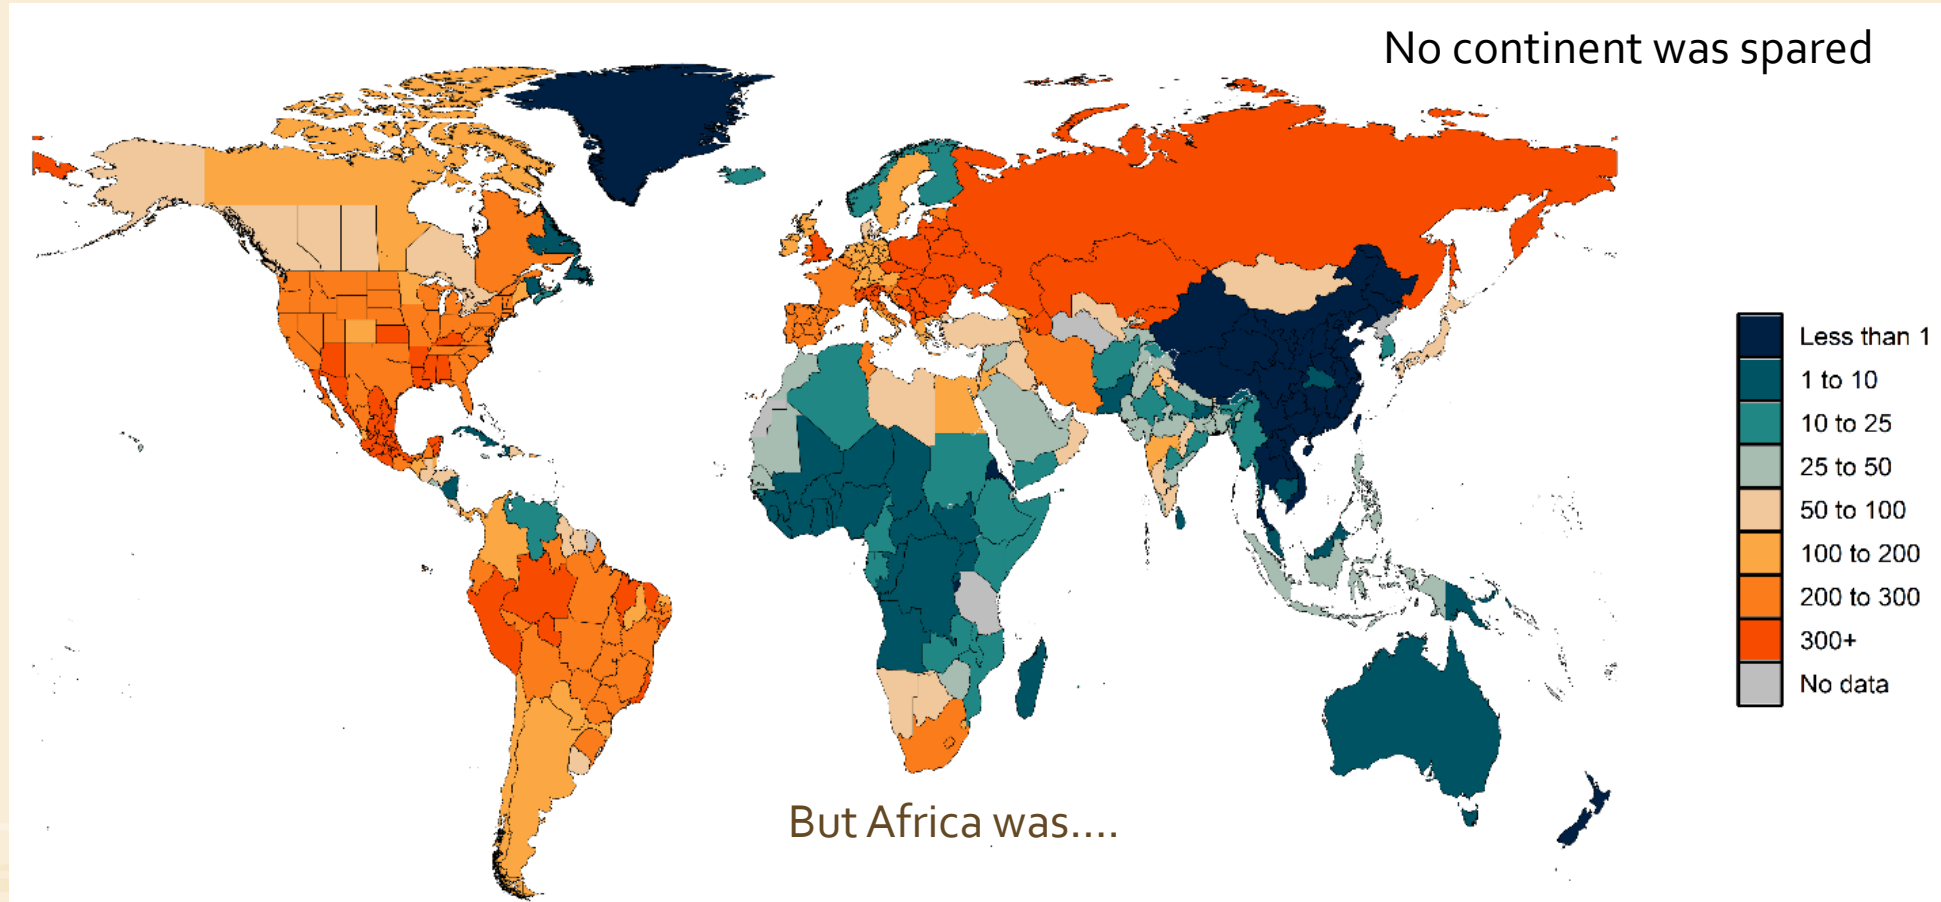 No continent was spared
Less than 1
1 to 10
10 to 25
25 to 50
50 to 100
100 to 200
200 to 300
300+
No data
But Africa was....